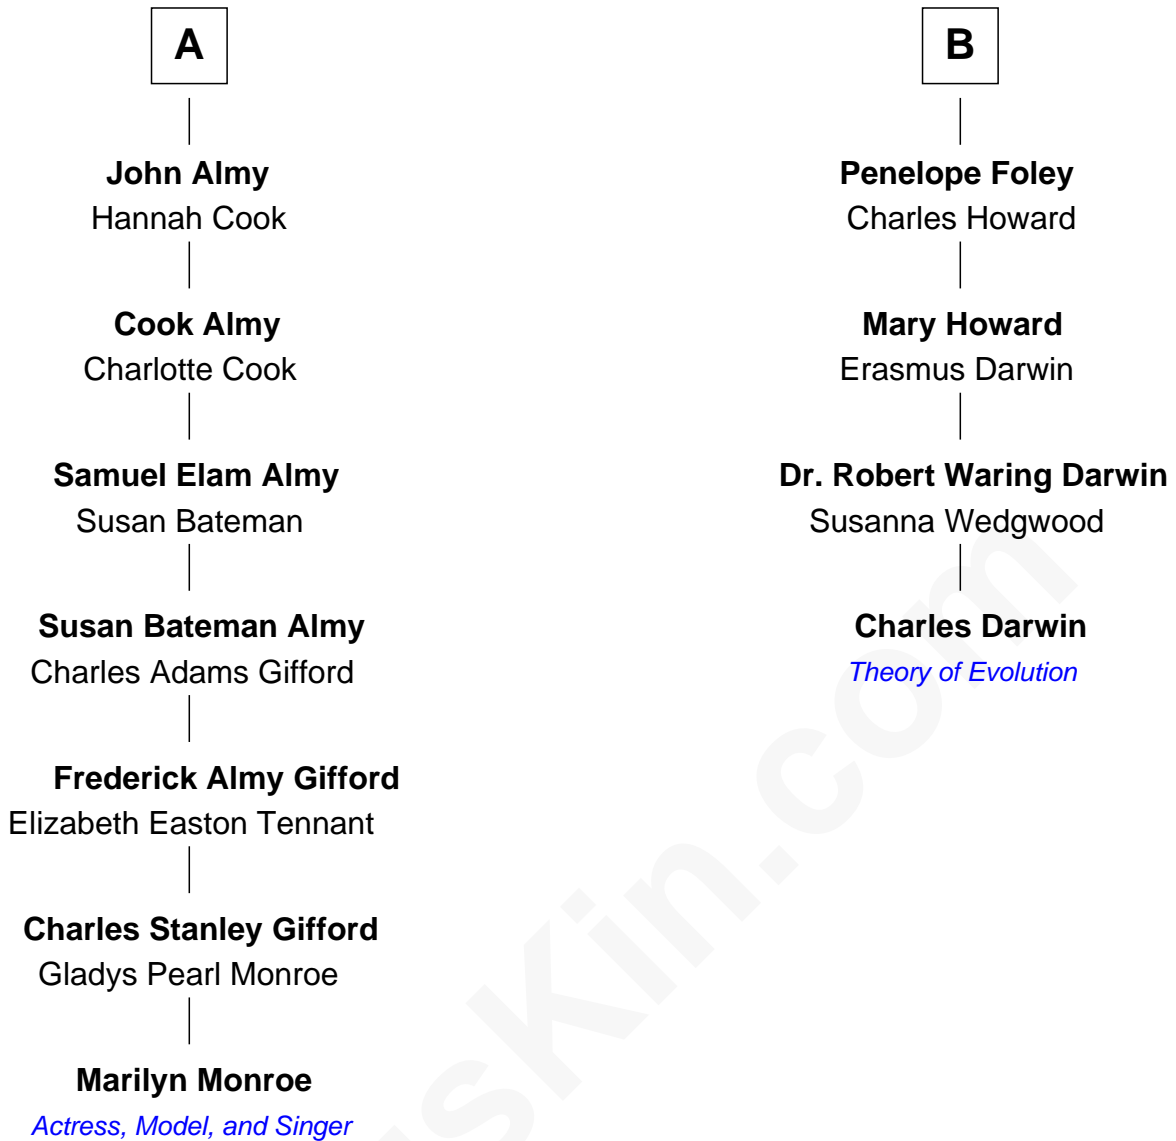 A
John Almy
Hannah Cook
Cook Almy
Charlotte Cook
Samuel Elam Almy
Susan Bateman
Susan Bateman Almy
Charles Adams Gifford
Frederick Almy Gifford
Elizabeth Easton Tennant
Charles Stanley Gifford
Gladys Pearl Monroe
Marilyn Monroe
Actress, Model, and Singer
B
Penelope Foley
Charles Howard
Mary Howard
Erasmus Darwin
Dr. Robert Waring Darwin
Susanna Wedgwood
Charles Darwin
Theory of Evolution
usKin.com